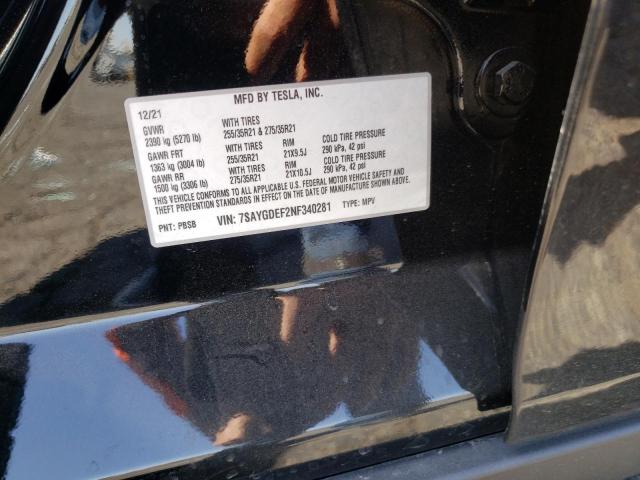 MFD BY TESLA, INC.
12/21
GVWR WITH TIRES
2390 kg (5270 lb) 255/35R21 & 275/35R21
GAWR FRT WITH TIRES RIM COLD TIRE PRESSURE
1363 kg (3004 lb) 255/35R21 21X9.5J 290 kPa, 42 psi
GAWR RR WITH TIRES RIM COLD TIRE PRESSURE
1500 kg (3306 lb) 275/35R21 21X10.5J 290 kPa, 42 psi
THIS VEHICLE CONFORMS TO ALL APPLICABLE U.S. FEDERAL MOTOR VEHICLE SAFETY AND
THEFT PREVENTION STANDARDS IN EFFECT ON THE DATE OF MANUFACTURE SHOWN ABOVE.
PNT: PBSB VIN: 7SAYGDEF2NF340281 TYPE: MPV